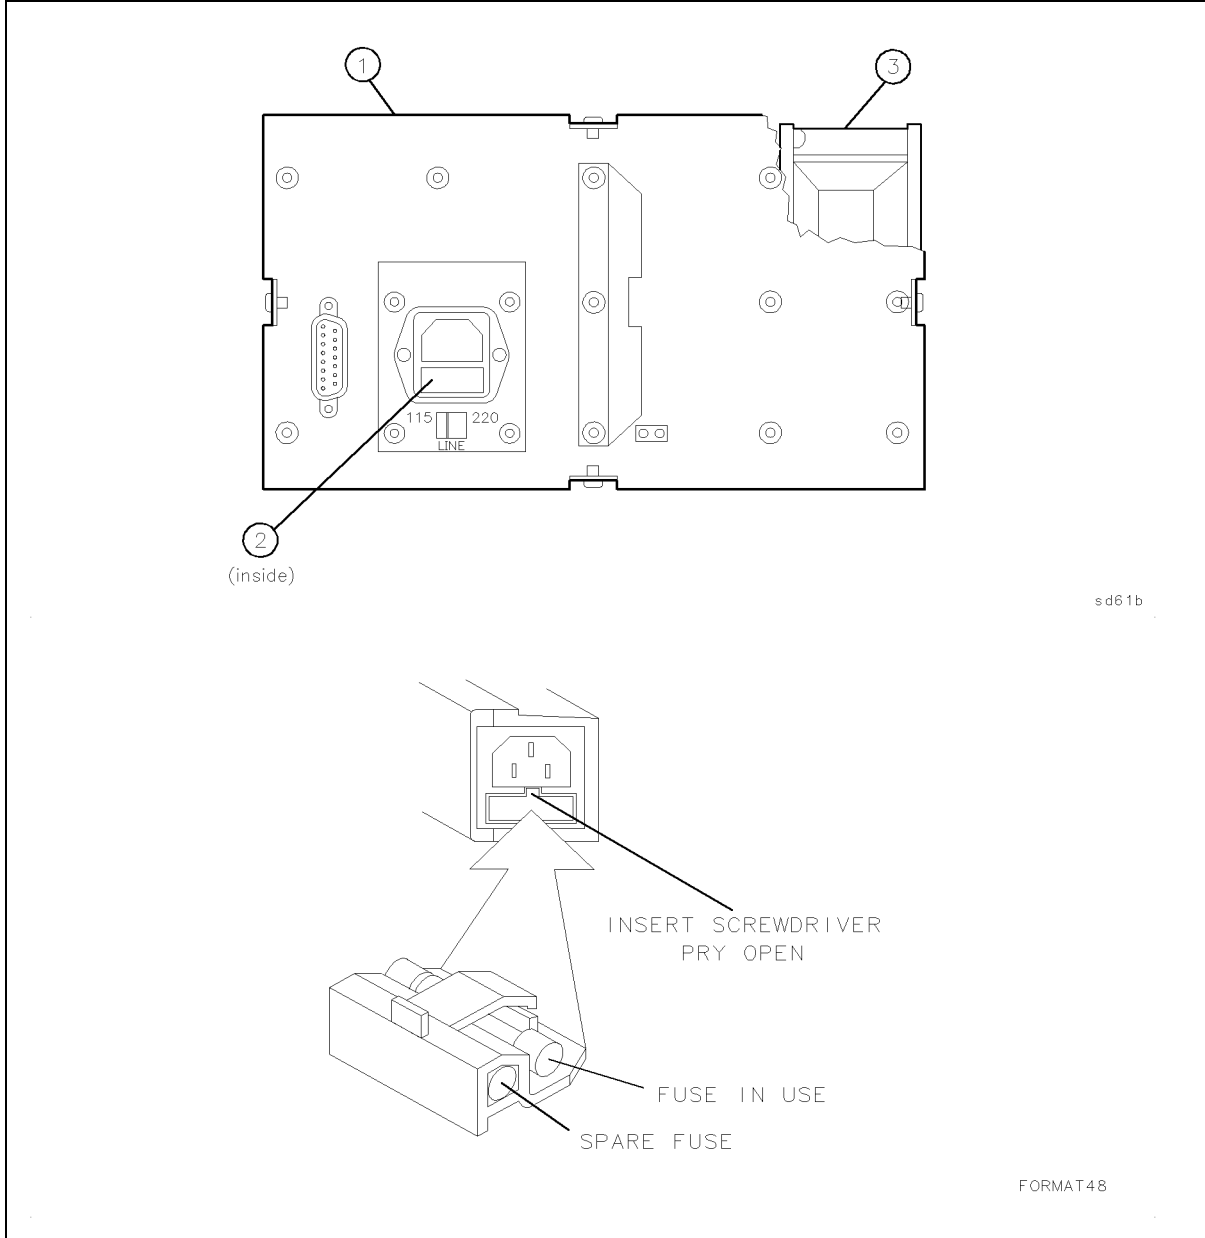 1
3
115
220
LINE
2
(inside)
sd61b
INSERT SCREWDRIVER
PRY OPEN
FUSE IN USE
SPARE FUSE
FORMAT48